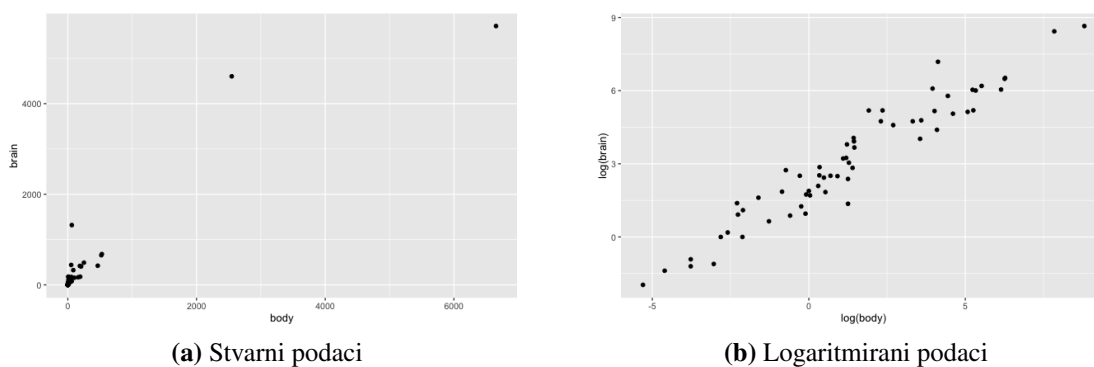 brain
4000
2000
0
0
2000
4000
6000
body
(a) Stvarni podaci
log(brain)
9
6
3
0
-5
0
5
log(body)
(b) Logaritmirani podaci